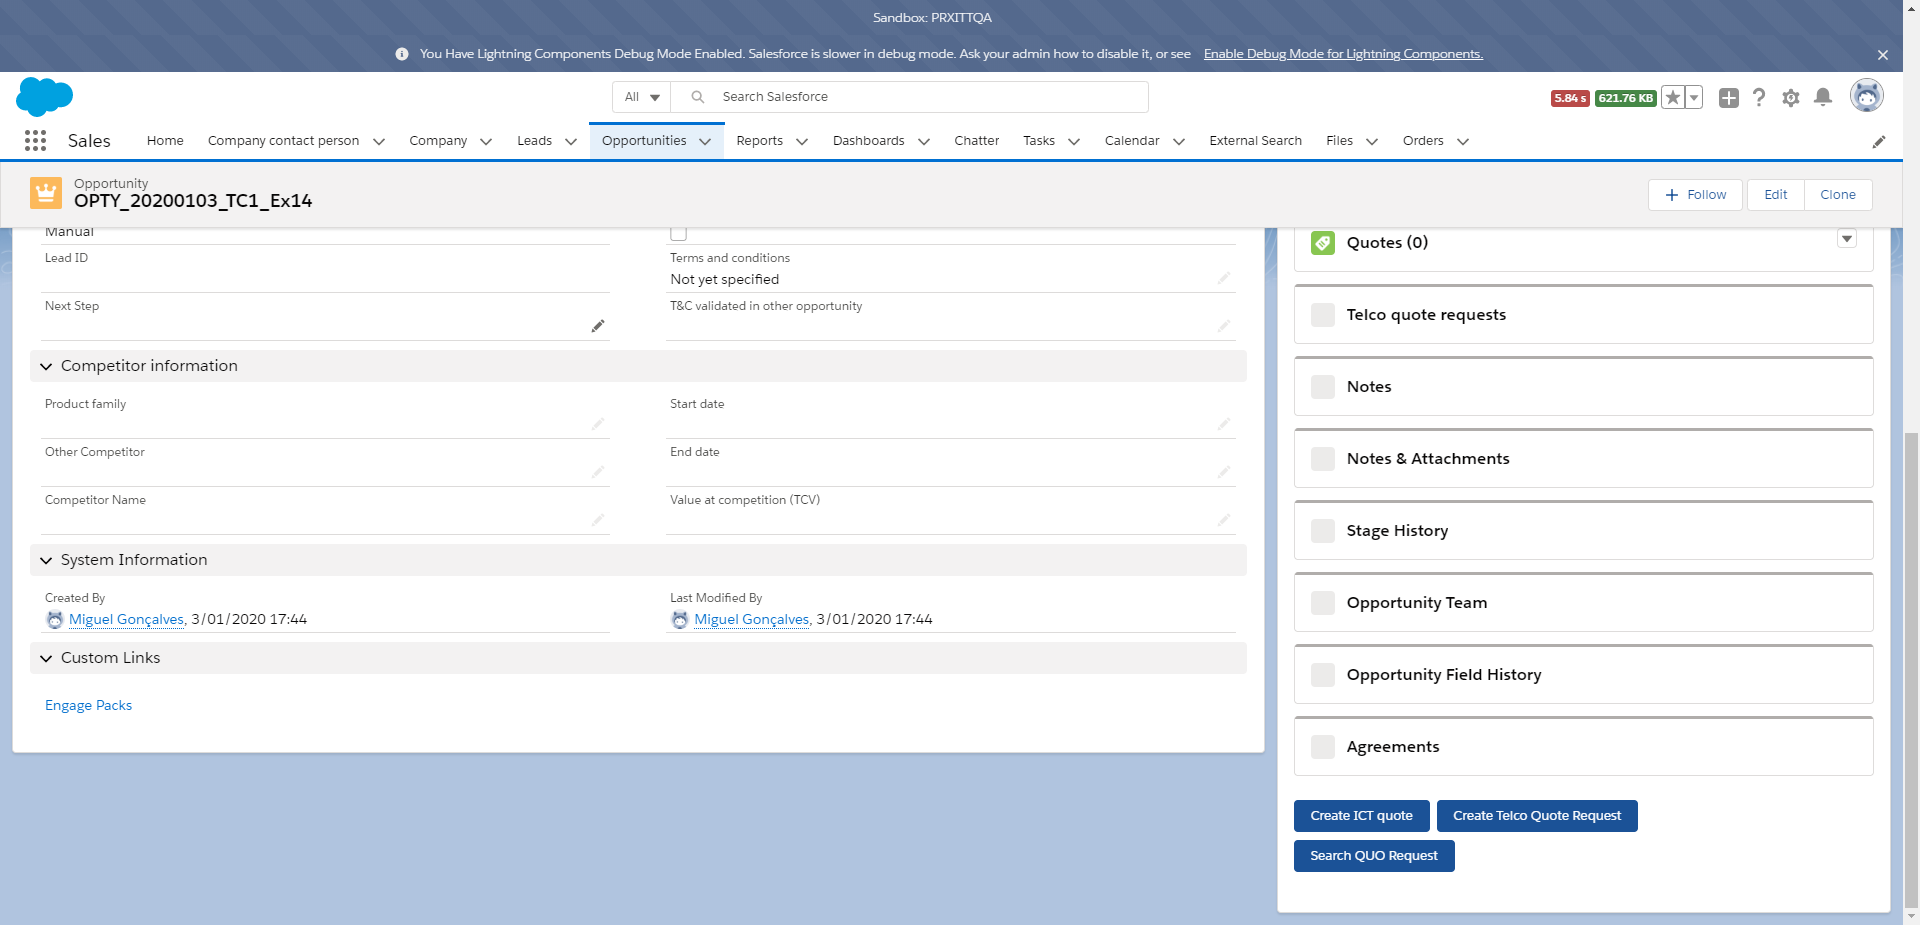 Sandbox: PRXITTQA
You Have Lightning Components Debug Mode Enabled. Salesforce is slower in debug mode. Ask your admin how to disable it, or see Enable Debug Mode for Lightning Components.
All Search Salesforce
5.84 s 621.76 KB
Sales Home Company contact person Company Leads Opportunities Reports Dashboards Chatter Tasks Calendar External Search Files Orders
Opportunity
OPTY_20200103_TC1_Ex14
Follow Edit Clone
Manual
Lead ID
Terms and conditions
Not yet specified
Next Step
T&C validated in other opportunity
Competitor information
Product family
Start date
Other Competitor
End date
Competitor Name
Value at competition (TCV)
System Information
Created By
Miguel Gonçalves, 3/01/2020 17:44
Last Modified By
Miguel Gonçalves, 3/01/2020 17:44
Custom Links
Engage Packs
Quotes (0)
Telco quote requests
Notes
Notes & Attachments
Stage History
Opportunity Team
Opportunity Field History
Agreements
Create ICT quote
Create Telco Quote Request
Search QUO Request